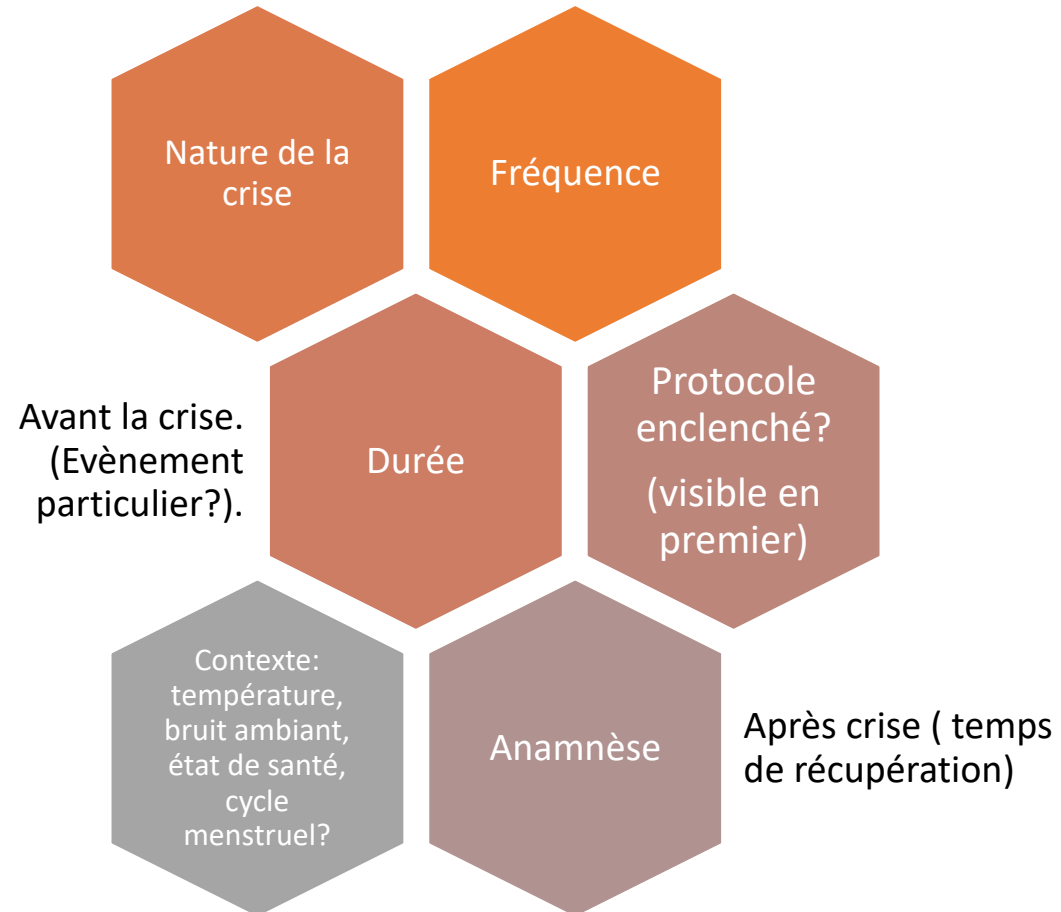 Nature de la
crise
Fréquence
Avant la crise.
(Evènement
particulier?).
Durée
Protocole
enclenché?
(visible en
premier)
Contexte:
température,
bruit ambiant,
état de santé,
cycle
menstruel?
Anamnèse
Après crise ( temps
de récupération)